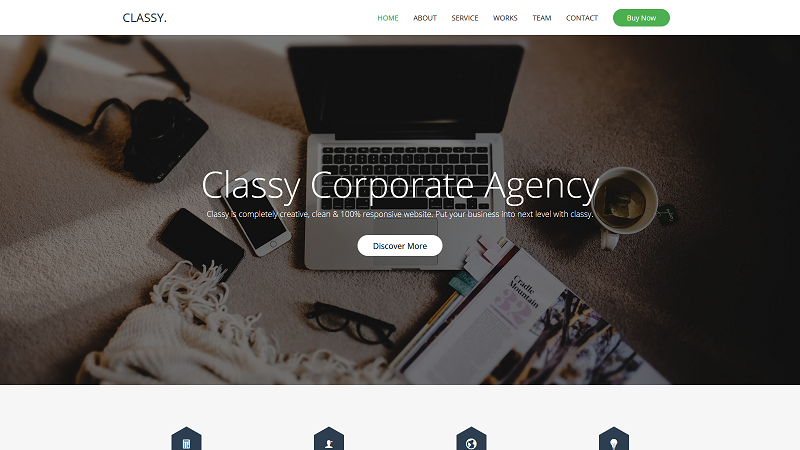 CLASSY.
HOME ABOUT SERVICE WORKS TEAM CONTACT Buy Now
Classy Corporate Agency
Classy is completely creative, clean & 100% responsive website. Put your business into next level with classy.
Discover More
Cradle
Mountain